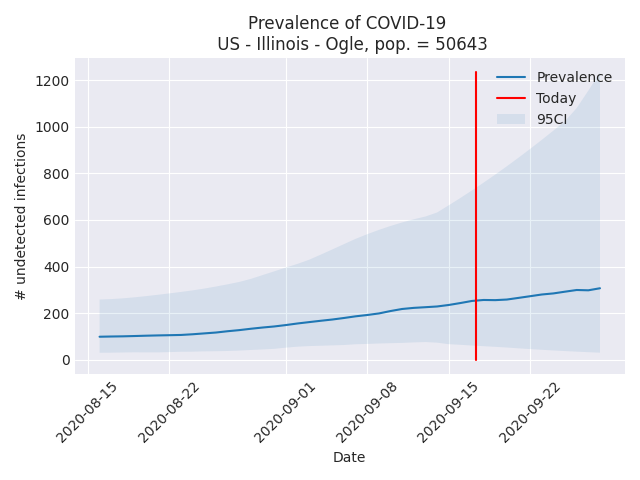 Prevalence of COVID-19
US - Illinois - Ogle, pop. = 50643
Prevalence
Today
95CI
# undetected infections
1200
1000
800
600
400
200
0
2020-08-15
2020-08-22
2020-09-01
2020-09-08
2020-09-15
2020-09-22
Date